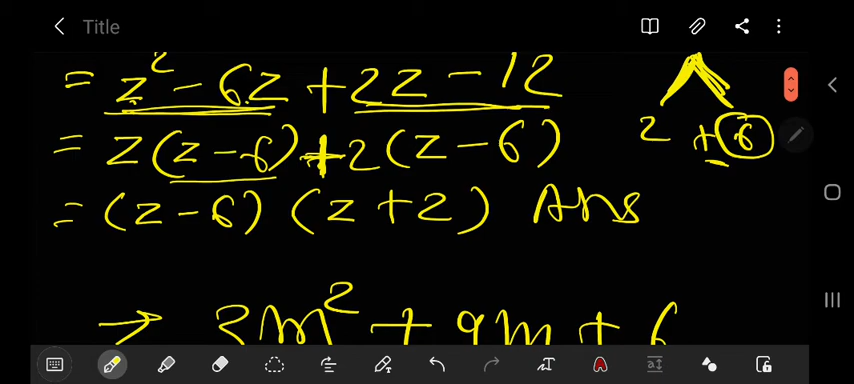 Title
= z² - 6z + 2z - 12
= z(z - 6) + 2(z - 6)
= (z - 6) (z + 2) Ans
2 + 6
→ 3m² + 9m + 6